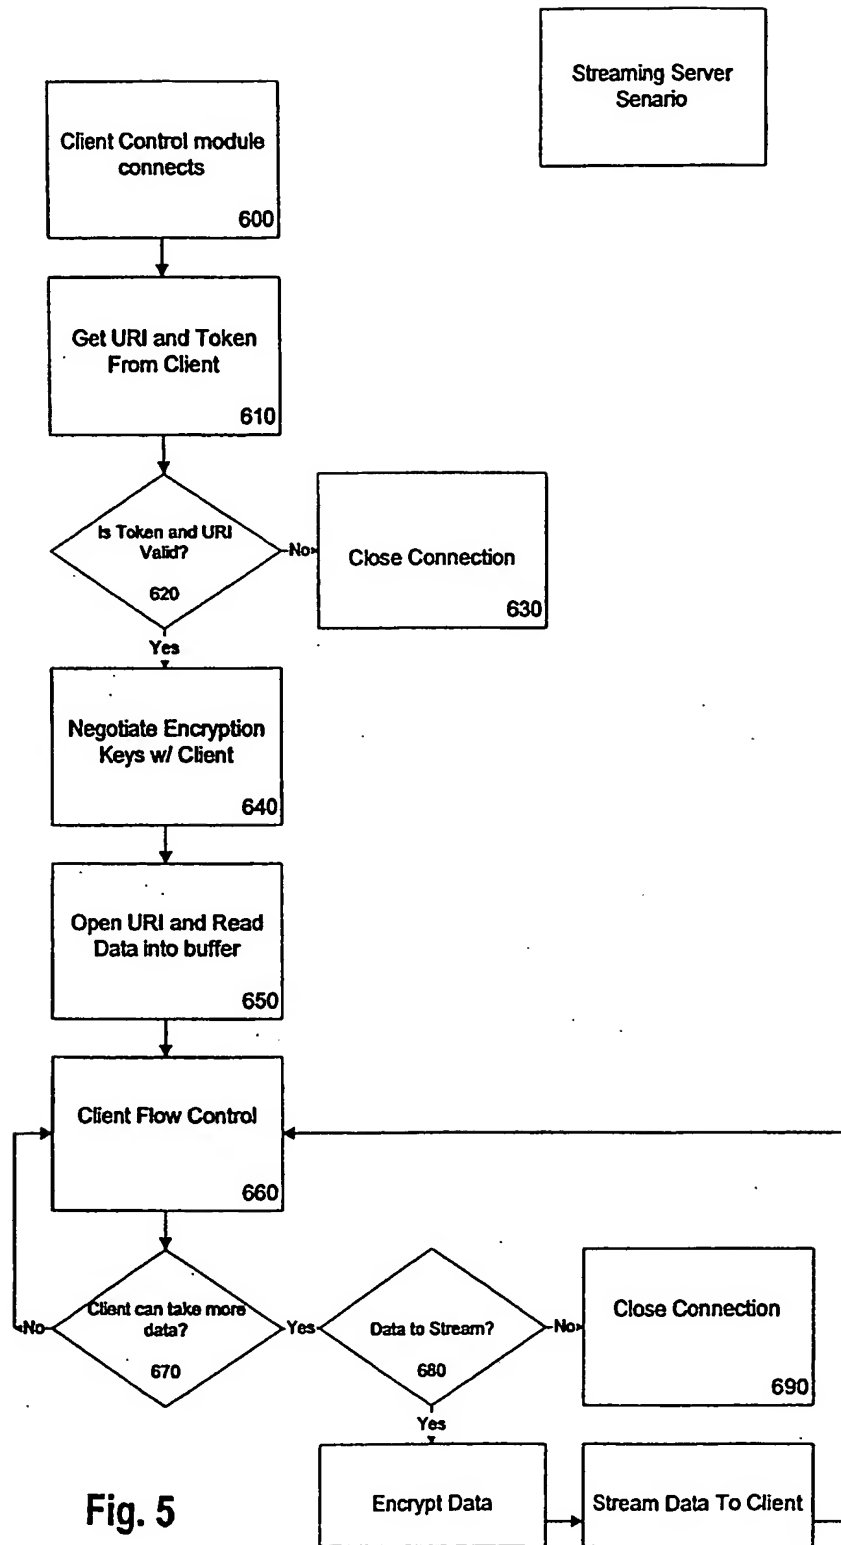 Streaming Server
Senario
Client Control module
connects
600
Get URI and Token
From Client
610
Is Token and URI
Valid?
620
No
Close Connection
630
Yes
Negotiate Encryption
Keys w/ Client
640
Open URI and Read
Data into buffer
650
Client Flow Control
660
Client can take more
data?
670
No
Yes
Data to Stream?
680
No
Close Connection
690
Yes
Encrypt Data
Stream Data To Client
Fig. 5